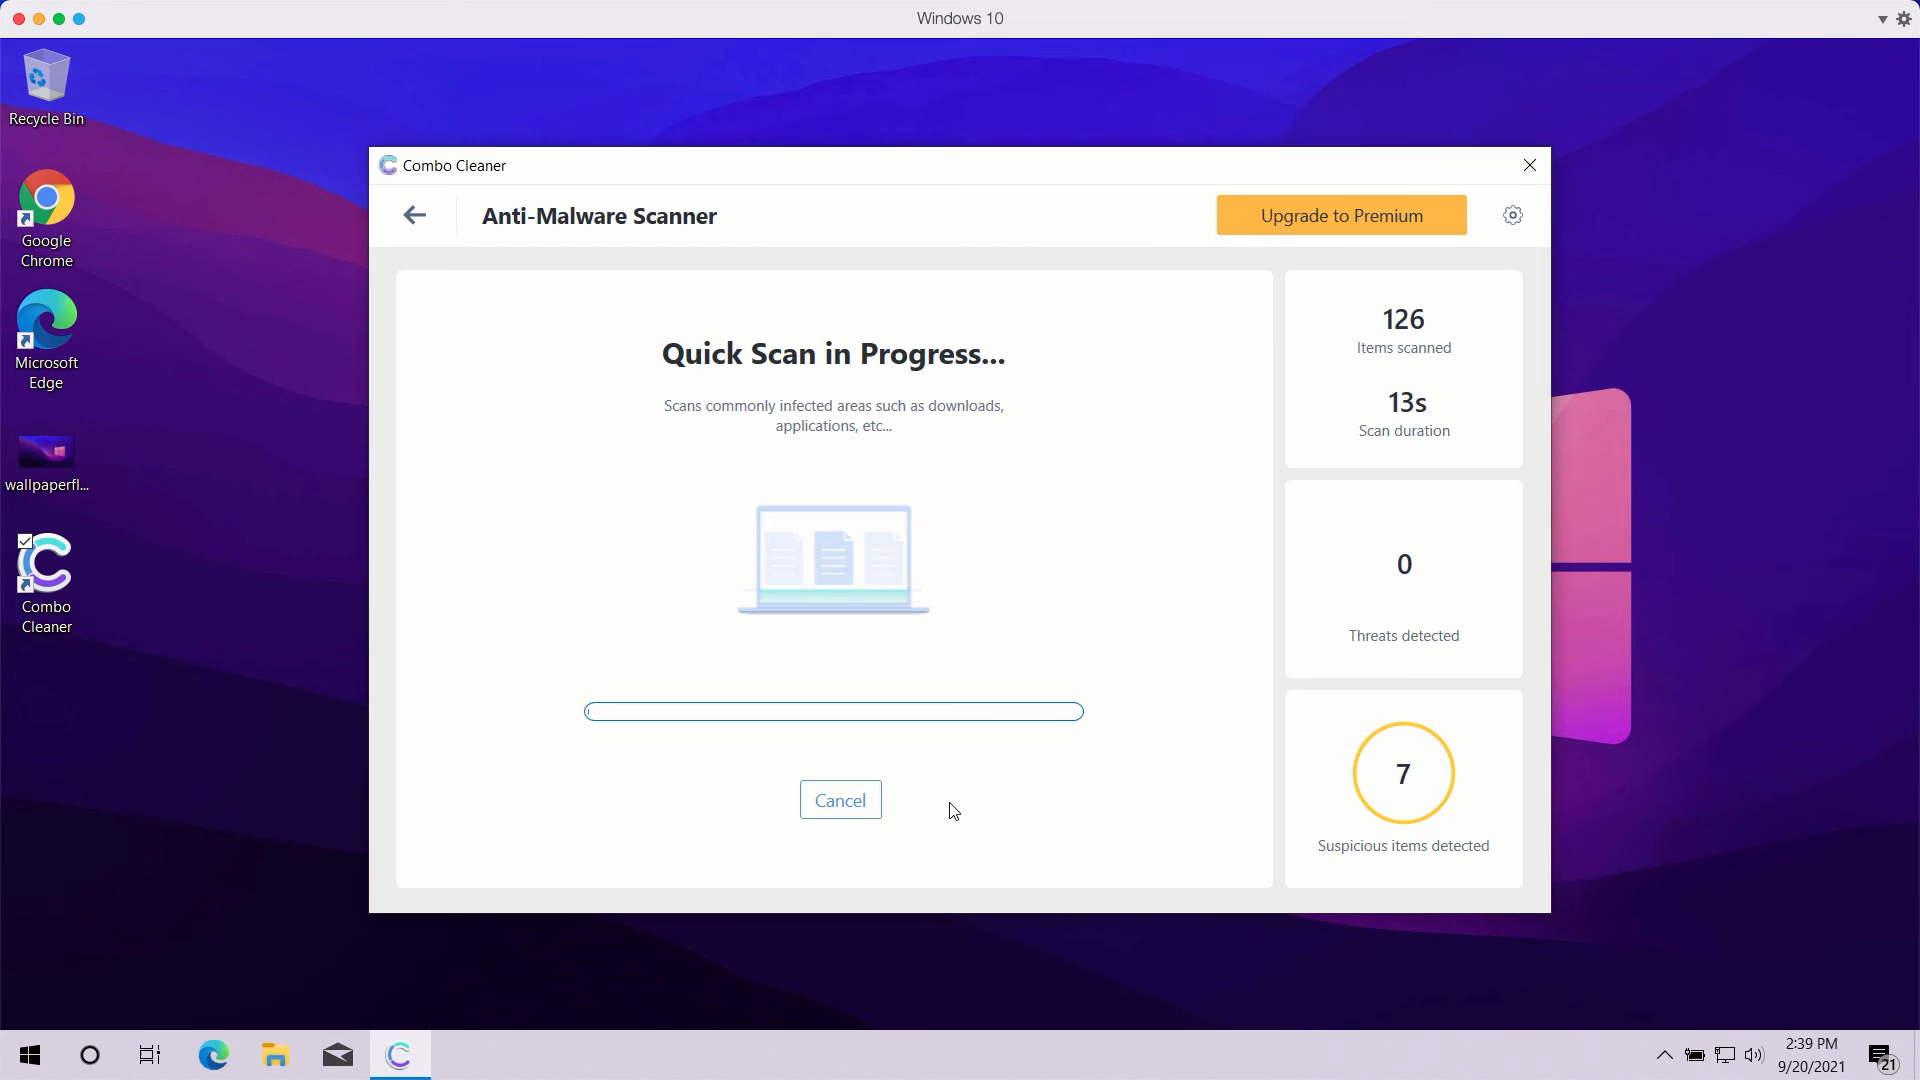 Windows 10
Recycle Bin
Google
Chrome
Microsoft
Edge
wallpaperfl...
Combo
Cleaner
Combo Cleaner
Anti-Malware Scanner
Upgrade to Premium
Quick Scan in Progress...
Scans commonly infected areas such as downloads,
applications, etc...
Cancel
126
Items scanned
13s
Scan duration
0
Threats detected
7
Suspicious items detected
2:39 PM
9/20/2021
21